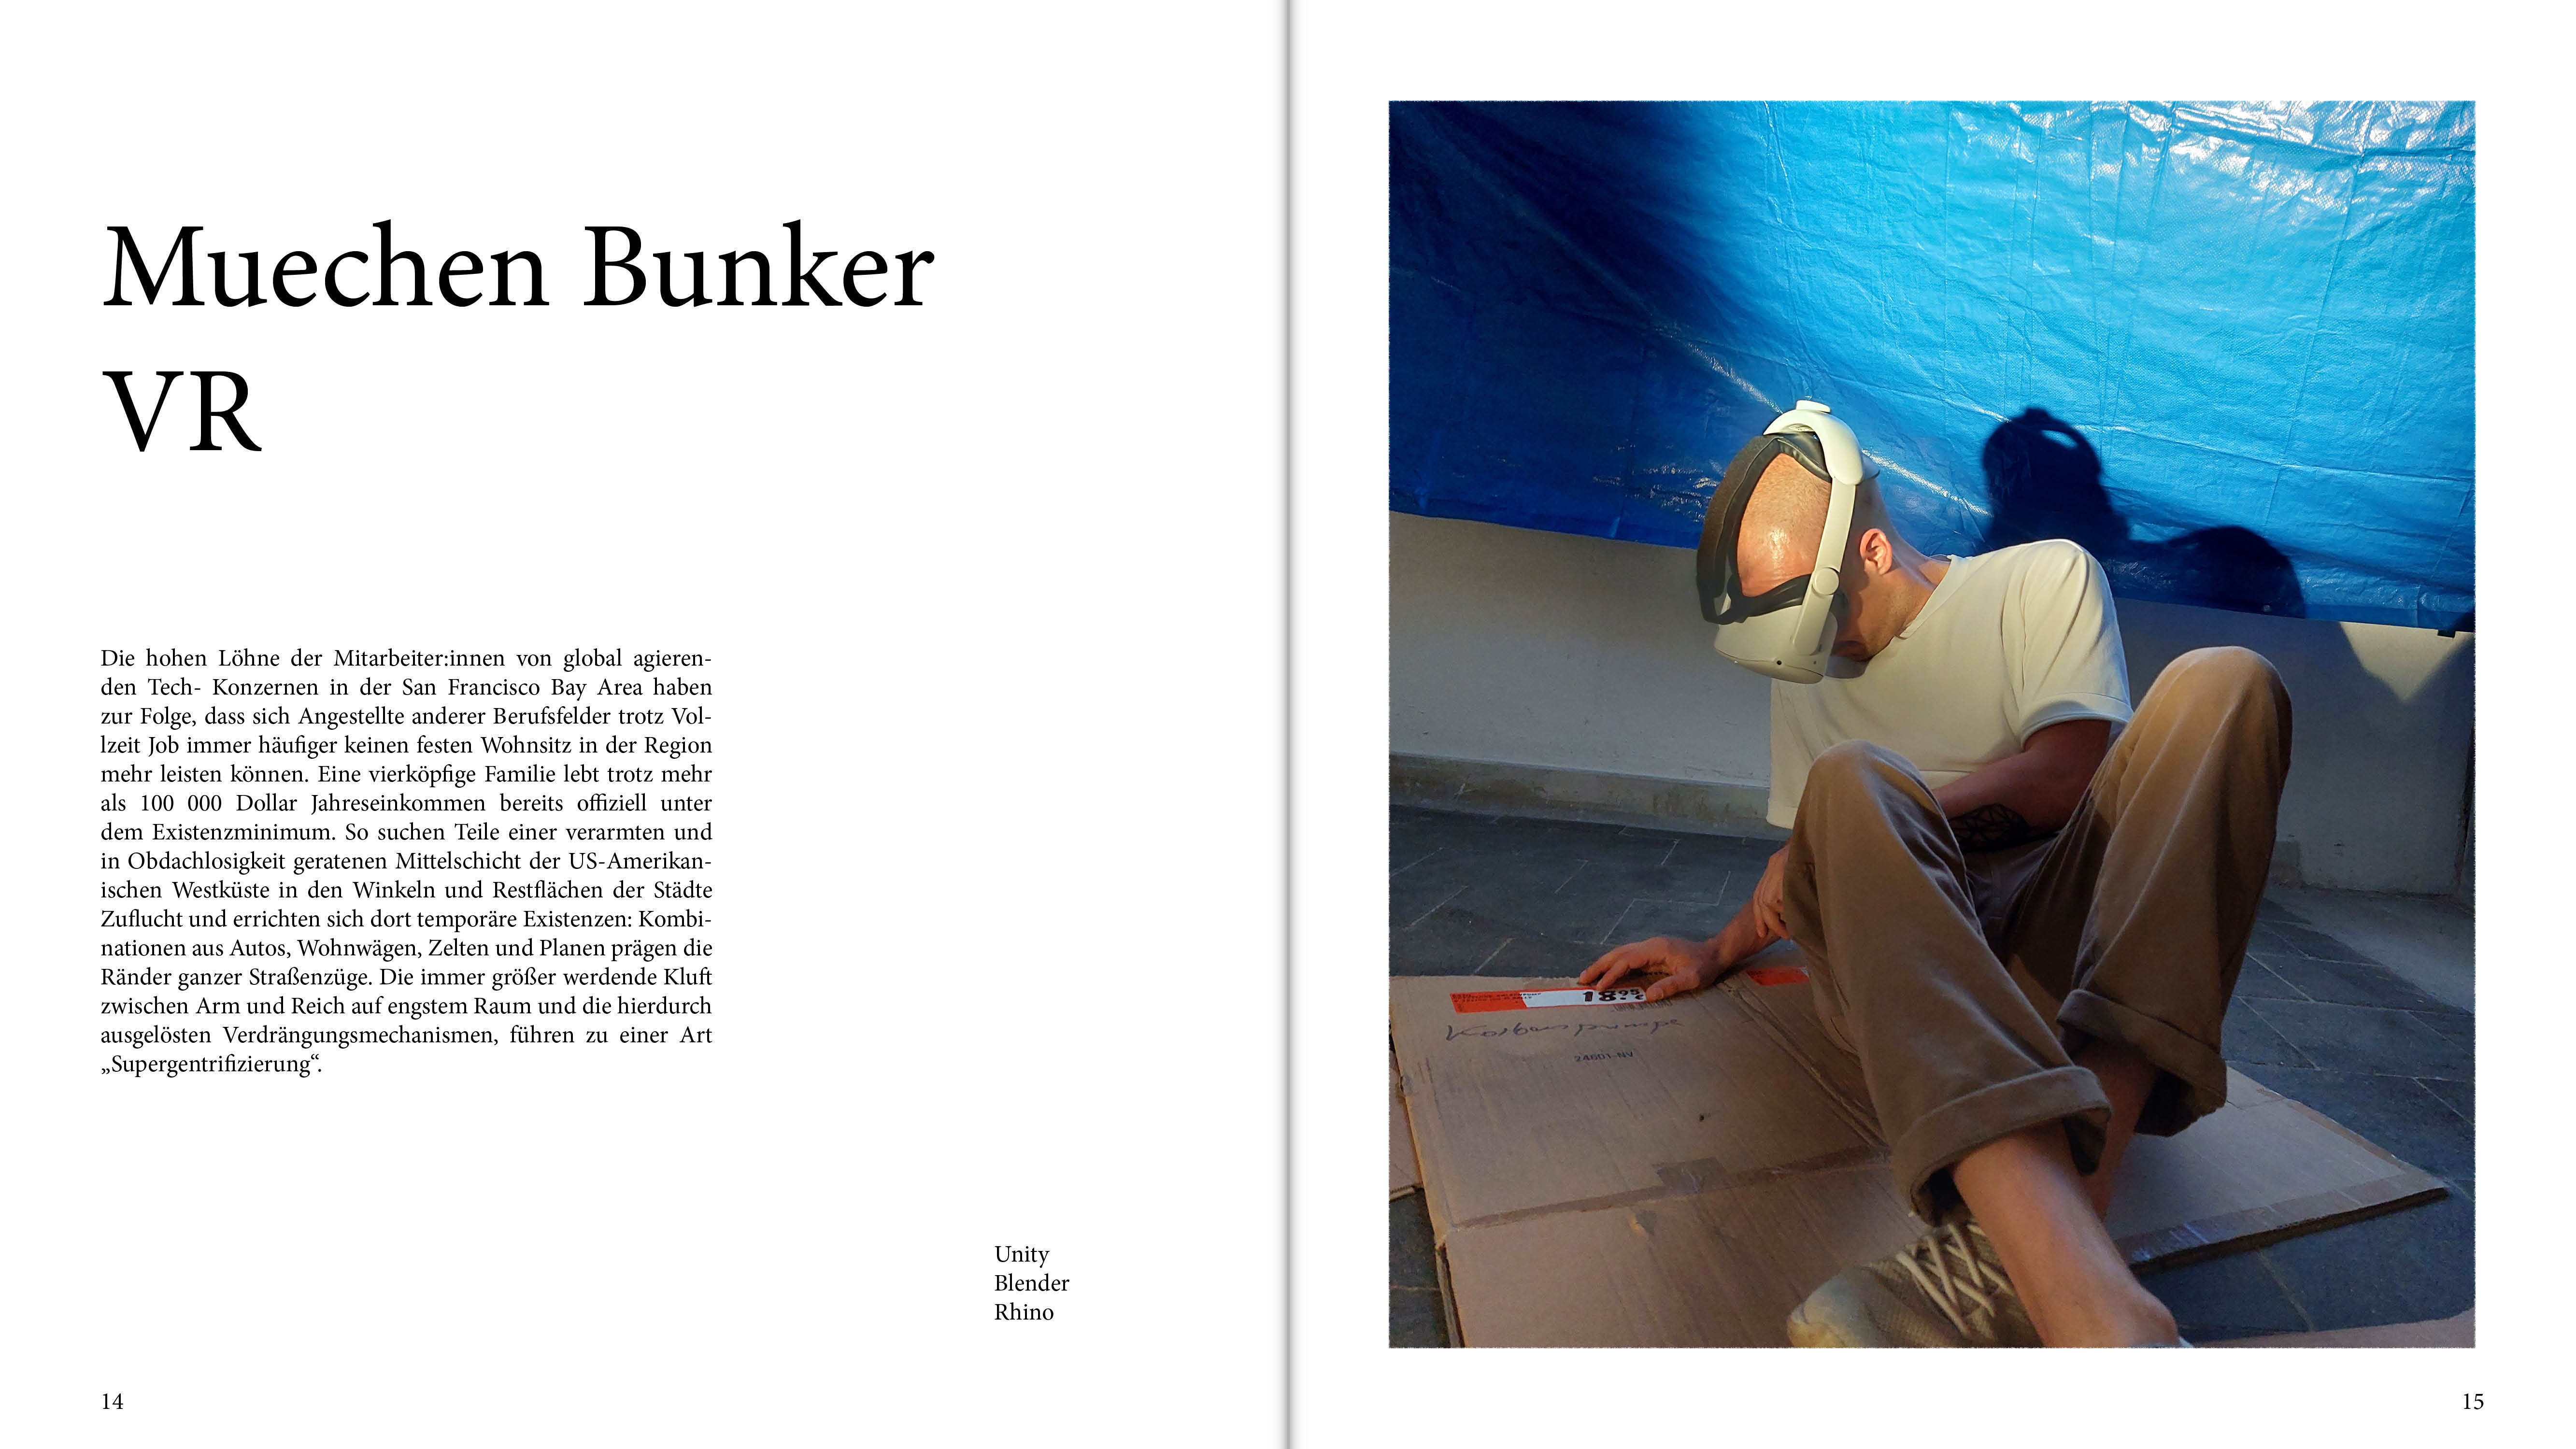 Muechen Bunker
VR
Die hohen Löhne der Mitarbeiter:innen von global agieren-
den Tech- Konzernen in der San Francisco Bay Area haben
zur Folge, dass sich Angestellte anderer Berufsfelder trotz Vol-
lzeit Job immer häufiger keinen festen Wohnsitz in der Region
mehr leisten können. Eine vierköpfige Familie lebt trotz mehr
als 100 000 Dollar Jahreseinkommen bereits offiziell unter
dem Existenzminimum. So suchen Teile einer verarmten und
in Obdachlosigkeit geratenen Mittelschicht der US-Amerikan-
ischen Westküste in den Winkeln und Restflächen der Städte
Zuflucht und errichten sich dort temporäre Existenzen: Kombi-
nationen aus Autos, Wohnwägen, Zelten und Planen prägen die
Ränder ganzer Straßenzüge. Die immer größer werdende Kluft
zwischen Arm und Reich auf engstem Raum und die hierdurch
ausgelösten Verdrängungsmechanismen, führen zu einer Art
„Supergentrifizierung“.
Unity
Blender
Rhino
14
18.95 €
24601-NV
15